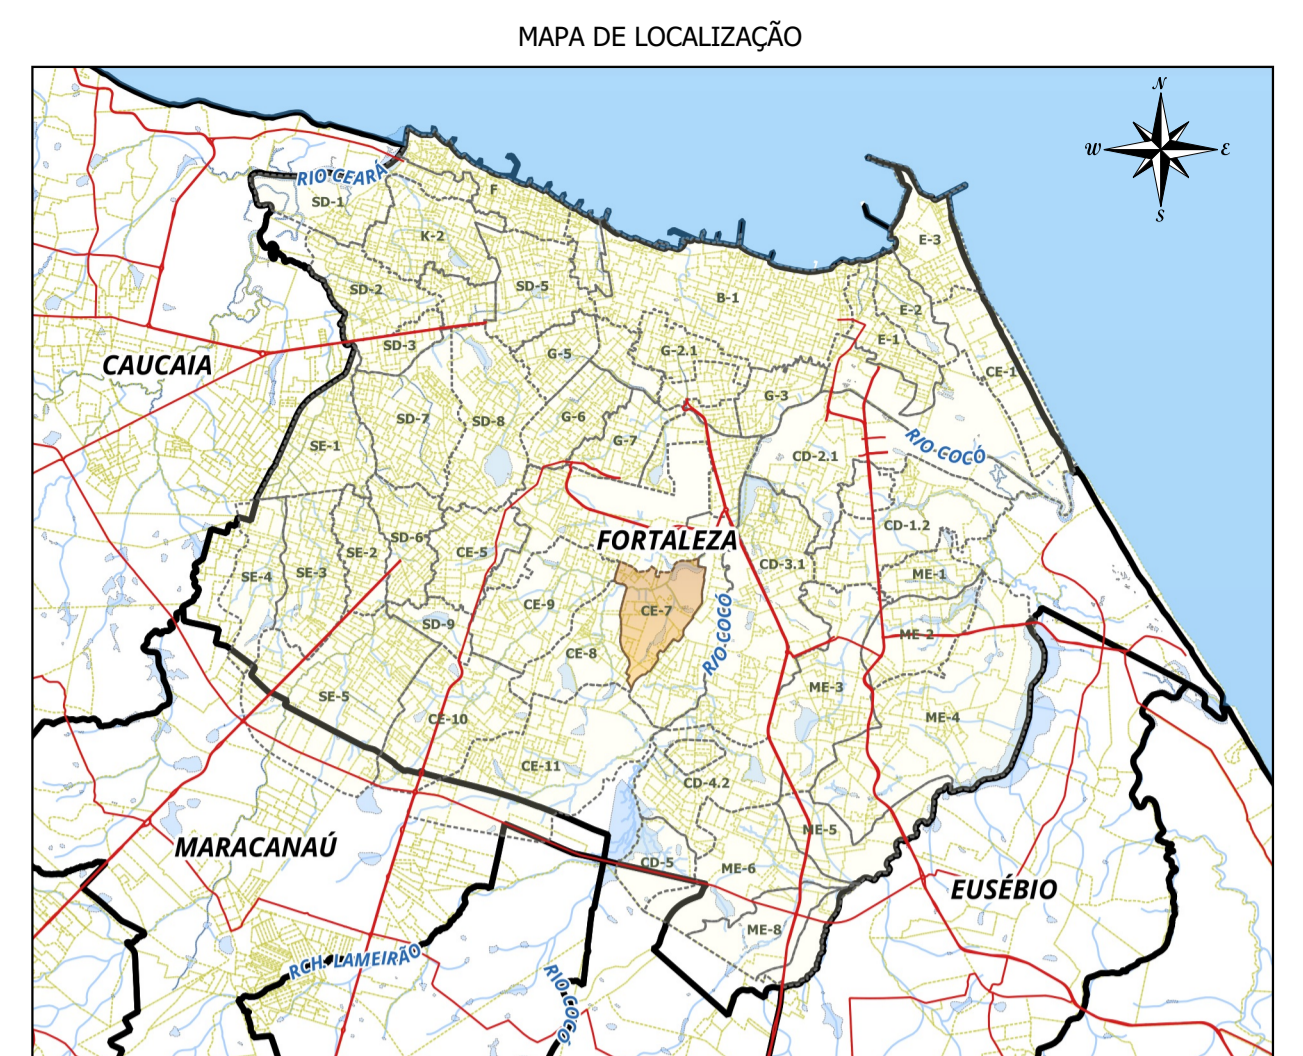 MAPA DE LOCALIZAÇÃO
N
W
E
S
RIO CEARÁ
F
SD-1
K-2
E-3
SD-2
SD-5
B-1
E-2
SD-3
G-5
G-2.1
E-1
CAUCAIA
CE-1
G-3
SD-7
SD-8
G-6
G-7
SE-1
CD-2.1
RIO COCÓ
SD-6
SE-2
CE-5
FORTALEZA
CD-1.2
SE-4
SE-3
CD-3.1
ME-1
CE-9
CE-7
SD-9
RIO COCÓ
ME-2
CE-8
SE-5
ME-3
CE-10
ME-4
CE-11
CD-4.2
MARACANAÚ
ME-5
CD-5
ME-6
EUSÉBIO
ME-8
RCH. LAMEIRÃO
RIO COCÓ